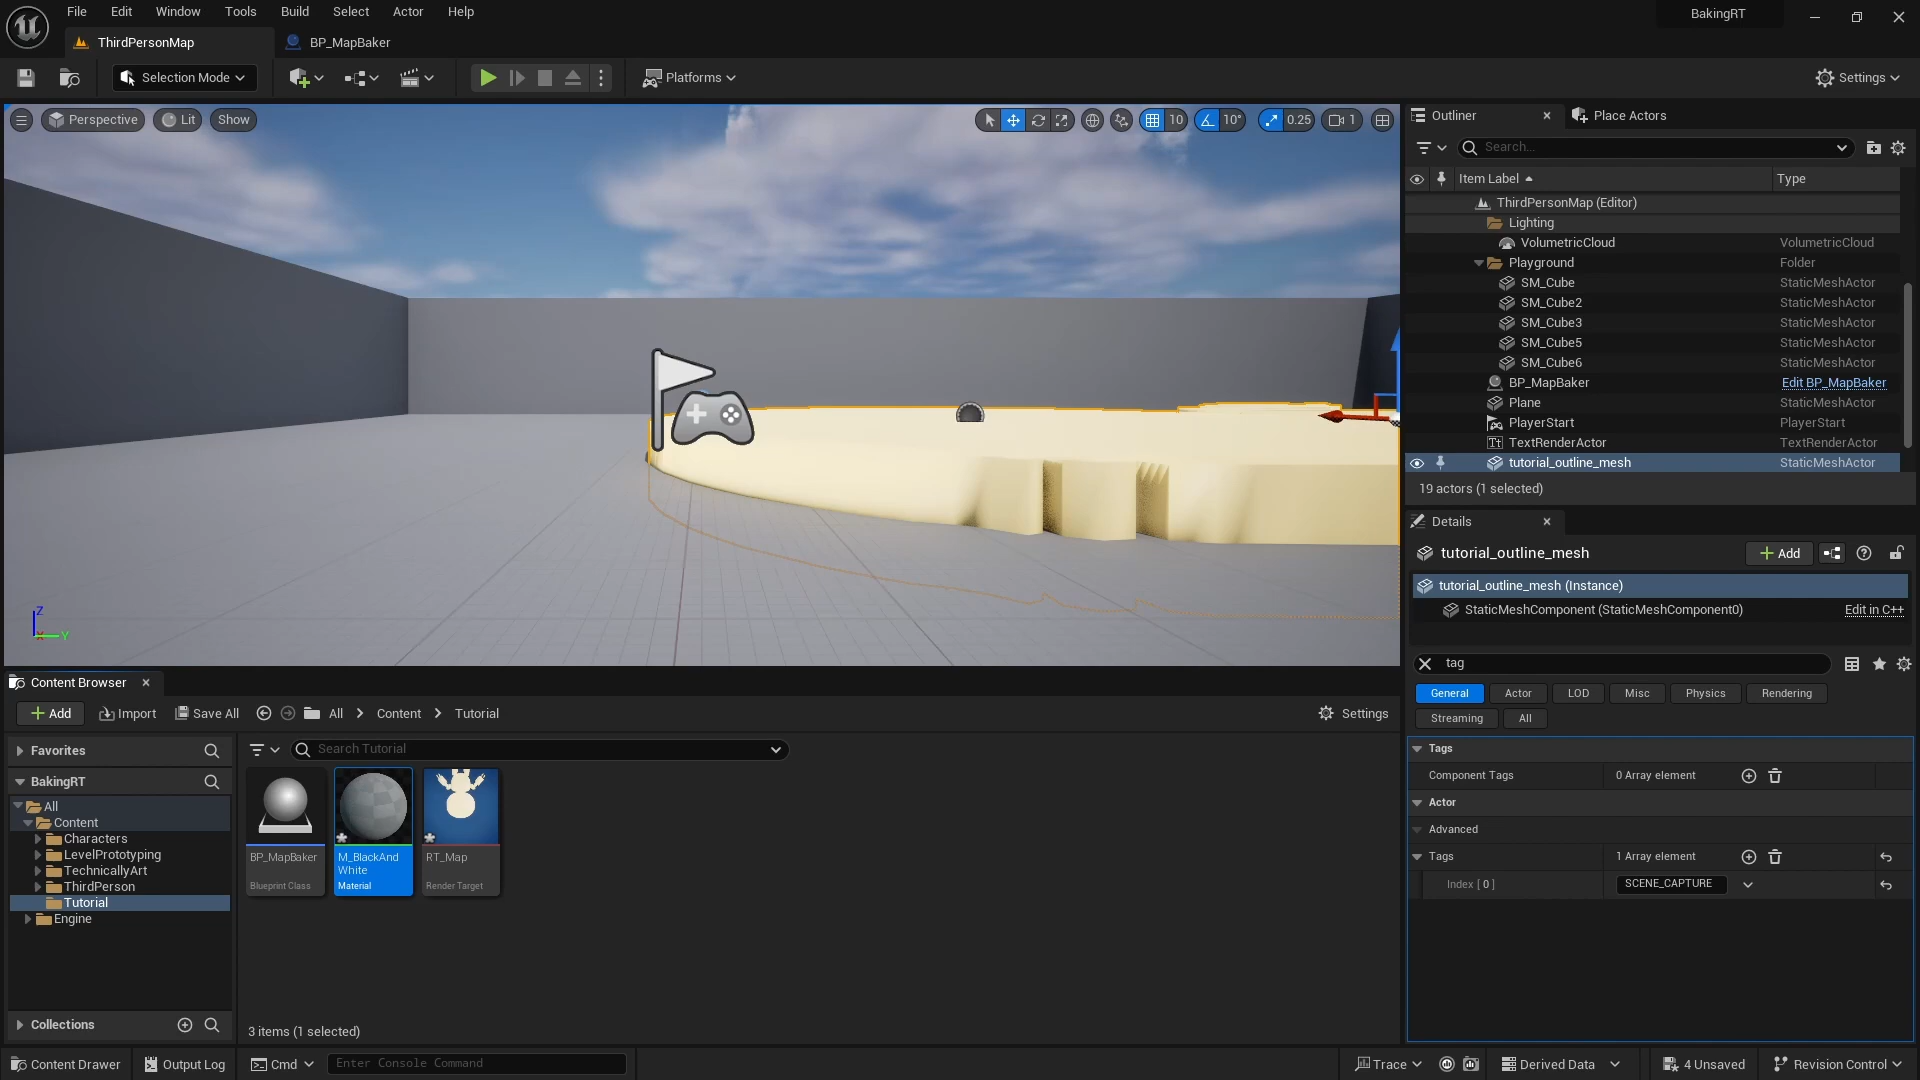 File Edit Window Tools Build Select Actor Help
BakingRT
ThirdPersonMap
BP_MapBaker
Selection Mode
Platforms
Settings
Perspective
Lit
Show
10
10°
0.25
1
Outliner
Place Actors
Search...
Item Label
Type
ThirdPersonMap (Editor)
Lighting
VolumetricCloud VolumetricCloud
Playground Folder
SM_Cube StaticMeshActor
SM_Cube2 StaticMeshActor
SM_Cube3 StaticMeshActor
SM_Cube5 StaticMeshActor
SM_Cube6 StaticMeshActor
BP_MapBaker Edit BP_MapBaker
Plane StaticMeshActor
PlayerStart PlayerStart
TextRenderActor TextRenderActor
tutorial_outline_mesh StaticMeshActor
19 actors (1 selected)
Details
tutorial_outline_mesh
Add
tutorial_outline_mesh (Instance)
StaticMeshComponent (StaticMeshComponent0) Edit in C++
tag
General Actor LOD Misc Physics Rendering
Streaming All
Tags
Component Tags 0 Array element
Actor
Advanced
Tags 1 Array element
Index [ 0 ] SCENE_CAPTURE
Z
X
Y
Content Browser
Add Import Save All All Content Tutorial Settings
Favorites
Search Tutorial
BakingRT
All
Content
Characters
LevelPrototyping
TechnicallyArt
ThirdPerson
Tutorial
Engine
BP_MapBaker
Blueprint Class
M_BlackAnd
White
Material
RT_Map
Render Target
Collections
3 items (1 selected)
Content Drawer Output Log Cmd Enter Console Command Trace Derived Data 4 Unsaved Revision Control